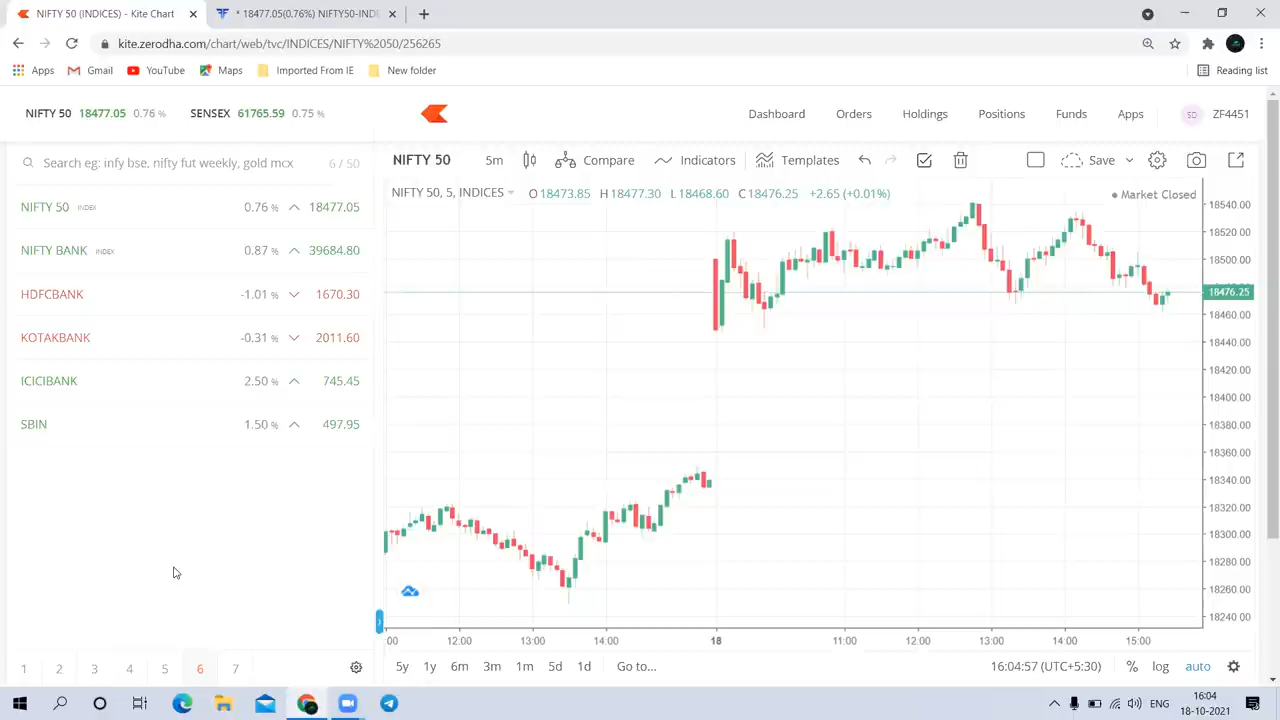 NIFTY 50 (INDICES) - Kite Chart
* 18477.05(0.76%) NIFTY50-INDE
kite.zerodha.com/chart/web/tvc/INDICES/NIFTY%2050/256265
Apps
Gmail
YouTube
Maps
Imported From IE
New folder
Reading list
NIFTY 50 18477.05 0.76 %
SENSEX 61765.59 0.75 %
Dashboard
Orders
Holdings
Positions
Funds
Apps
SD
ZF4451
Search eg: infy bse, nifty fut weekly, gold mcx
6 / 50
NIFTY 50 INDEX 0.76 % 18477.05
NIFTY BANK INDEX 0.87 % 39684.80
HDFCBANK -1.01 % 1670.30
KOTAKBANK -0.31 % 2011.60
ICICIBANK 2.50 % 745.45
SBIN 1.50 % 497.95
1 2 3 4 5 6 7
NIFTY 50
5m
Compare
Indicators
Templates
Save
NIFTY 50, 5, INDICES
O18473.85 H18477.30 L18468.60 C18476.25 +2.65 (+0.01%)
Market Closed
18540.00
18520.00
18500.00
18476.25
18460.00
18440.00
18420.00
18400.00
18380.00
18360.00
18340.00
18320.00
18300.00
18280.00
18260.00
18240.00
:00 12:00 13:00 14:00 18 11:00 12:00 13:00 14:00 15:00
5y 1y 6m 3m 1m 5d 1d Go to...
16:04:57 (UTC+5:30)
% log auto
ENG
16:04
18-10-2021